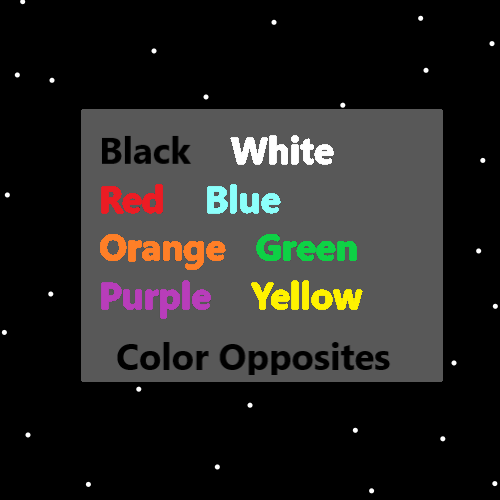 Black White
Red Blue
Orange Green
Purple Yellow
Color Opposites